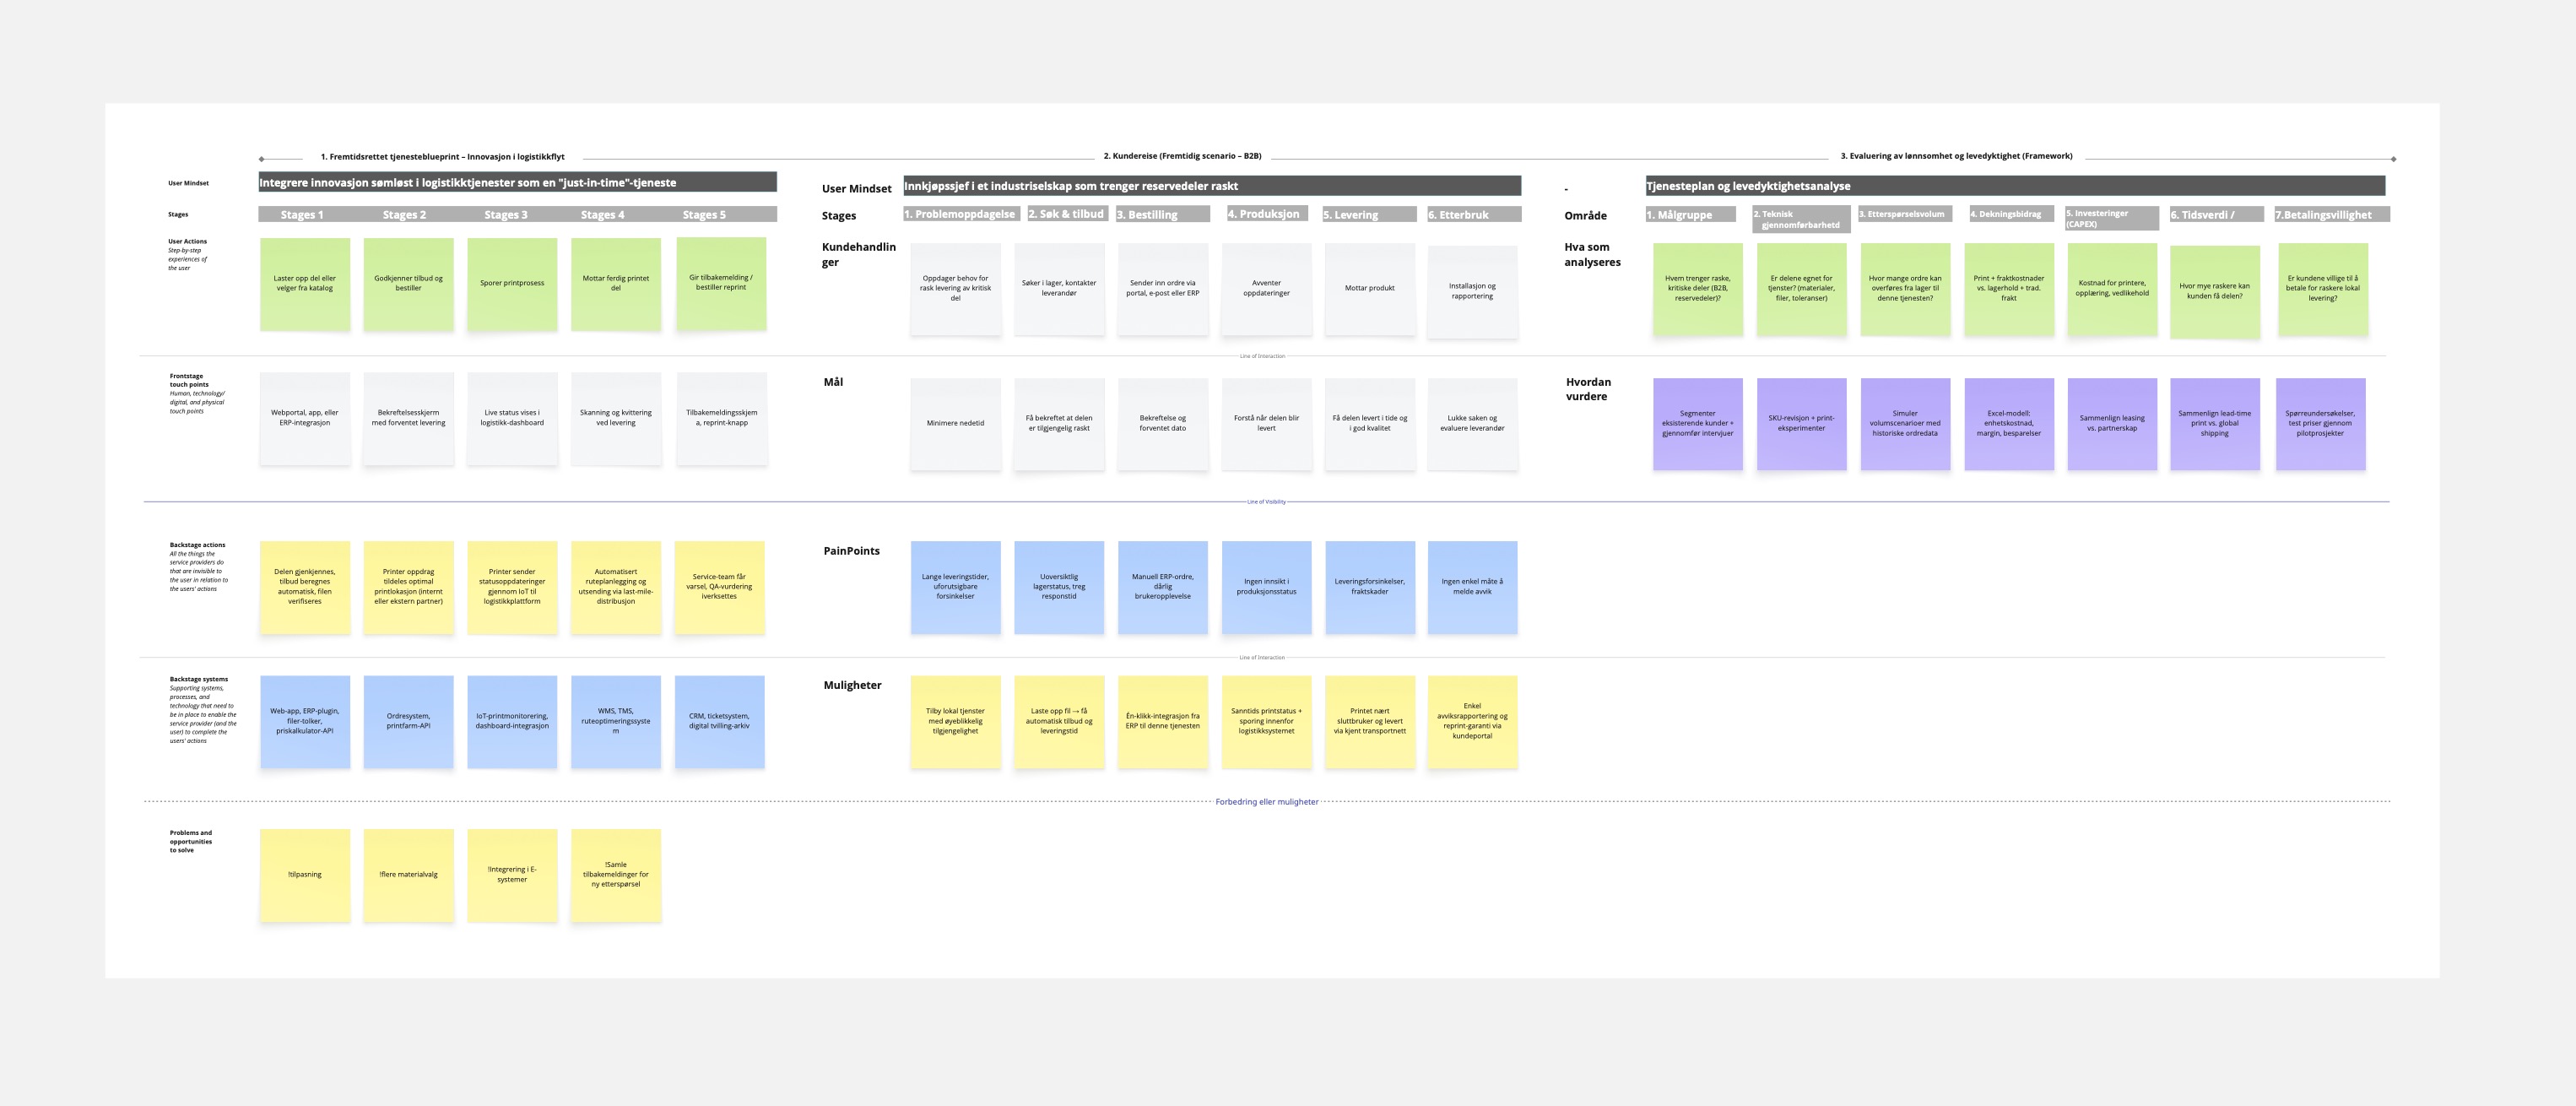 1. Fremtidsrettet tjenesteblueprint – Innovasjon i logistikkflyt
User Mindset
Integrere innovasjon sømløst i logistikktjenester som en "just-in-time"-tjeneste
Stages
Stages 1
Stages 2
Stages 3
Stages 4
Stages 5
User Actions
Step-by-step
experiences of
the user
Laster opp del eller
velger fra katalog
Godkjenner tilbud og
bestiller
Sporer printprosess
Mottar ferdig printet
del
Gir tilbakemelding /
bestiller reprint
Frontstage
touch points
Human, technology/
digital, and physical
touch points
Webportal, app, eller
ERP-integrasjon
Bekreftelsesskjerm
med forventet levering
Live status vises i
logistikk-dashboard
Skanning og kvittering
ved levering
Tilbakemeldingsskjem
a, reprint-knapp
Backstage actions
All the things the
service providers do
that are invisible to
the user in relation to
the users' actions
Delen gjenkjennes,
tilbud beregnes
automatisk, filen
verifiseres
Printer oppdrag
tildeles optimal
printlokasjon (internt
eller ekstern partner)
Printer sender
statusoppdateringer
gjennom IoT til
logistikkplattform
Automatisert
ruteplanlegging og
utsending via last-mile-
distribusjon
Service-team får
varsel, QA-vurdering
iverksettes
Backstage systems
Supporting systems,
processes, and
technology that need to
be in place to enable the
service provider (and the
user) to complete the
users' actions
Web-app, ERP-plugin,
filer-tolker,
priskalkulator-API
Ordresystem,
printfarm-API
IoT-printmonitorering,
dashboard-integrasjon
WMS, TMS,
ruteoptimeringssyste
m
CRM, ticketsystem,
digital tvilling-arkiv
Problems and
opportunities
to solve
!tilpasning
!flere materialvalg
!Integrering i E-
systemer
!Samle
tilbakemeldinger for
ny etterspørsel
2. Kundereise (Fremtidig scenario – B2B)
User Mindset
Innkjøpssjef i et industriselskap som trenger reservedeler raskt
Stages
1. Problemoppdagelse
2. Søk & tilbud
3. Bestilling
4. Produksjon
5. Levering
6. Etterbruk
Kundehandlin
ger
Oppdager behov for
rask levering av kritisk
del
Søker i lager, kontakter
leverandør
Sender inn ordre via
portal, e-post eller ERP
Avventer
oppdateringer
Mottar produkt
Installasjon og
rapportering
Line of Interaction
Mål
Minimere nedetid
Få bekreftet at delen
er tilgjengelig raskt
Bekreftelse og
forventet dato
Forstå når delen blir
levert
Få delen levert i tide og
i god kvalitet
Lukke saken og
evaluere leverandør
Line of Visibility
PainPoints
Lange leveringstider,
uforutsigbare
forsinkelser
Uoversiktlig
lagerstatus, treg
responstid
Manuell ERP-ordre,
dårlig
brukeropplevelse
Ingen innsikt i
produksjonsstatus
Leveringsforsinkelser,
fraktskader
Ingen enkel måte å
melde avvik
Line of Interaction
Muligheter
Tilby lokal tjenster
med øyeblikkelig
tilgjengelighet
Laste opp fil → få
automatisk tilbud og
leveringstid
Én-klikk-integrasjon fra
ERP til denne tjenesten
Sanntids printstatus +
sporing innenfor
logistikksystemet
Printet nært
sluttbruker og levert
via kjent transportnett
Enkel
avviksrapportering og
reprint-garanti via
kundeportal
Forbedring eller muligheter
3. Evaluering av lønnsomhet og levedyktighet (Framework)
-
Tjenesteplan og levedyktighetsanalyse
Område
1. Målgruppe
2. Teknisk
gjennomførbarhetd
3. Etterspørselsvolum
4. Dekningsbidrag
5. Investeringer
(CAPEX)
6. Tidsverdi /
7.Betalingsvillighet
Hva som
analyseres
Hvem trenger raske,
kritiske deler (B2B,
reservedeler)?
Er delene egnet for
tjenster? (materialer,
filer, toleranser)
Hvor mange ordre kan
overføres fra lager til
denne tjenesten?
Print + fraktkostnader
vs. lagerhold + trad.
frakt
Kostnad for printere,
opplæring, vedlikehold
Hvor mye raskere kan
kunden få delen?
Er kundene villige til å
betale for raskere lokal
levering?
Hvordan
vurdere
Segmenter
eksisterende kunder +
gjennomfør intervjuer
SKU-revisjon + print-
eksperimenter
Simuler
volumscenarioer med
historiske ordredata
Excel-modell:
enhetskostnad,
margin, besparelser
Sammenlign leasing
vs. partnerskap
Sammenlign lead-time
print vs. global
shipping
Spørreundersøkelser,
test priser gjennom
pilotprosjekter